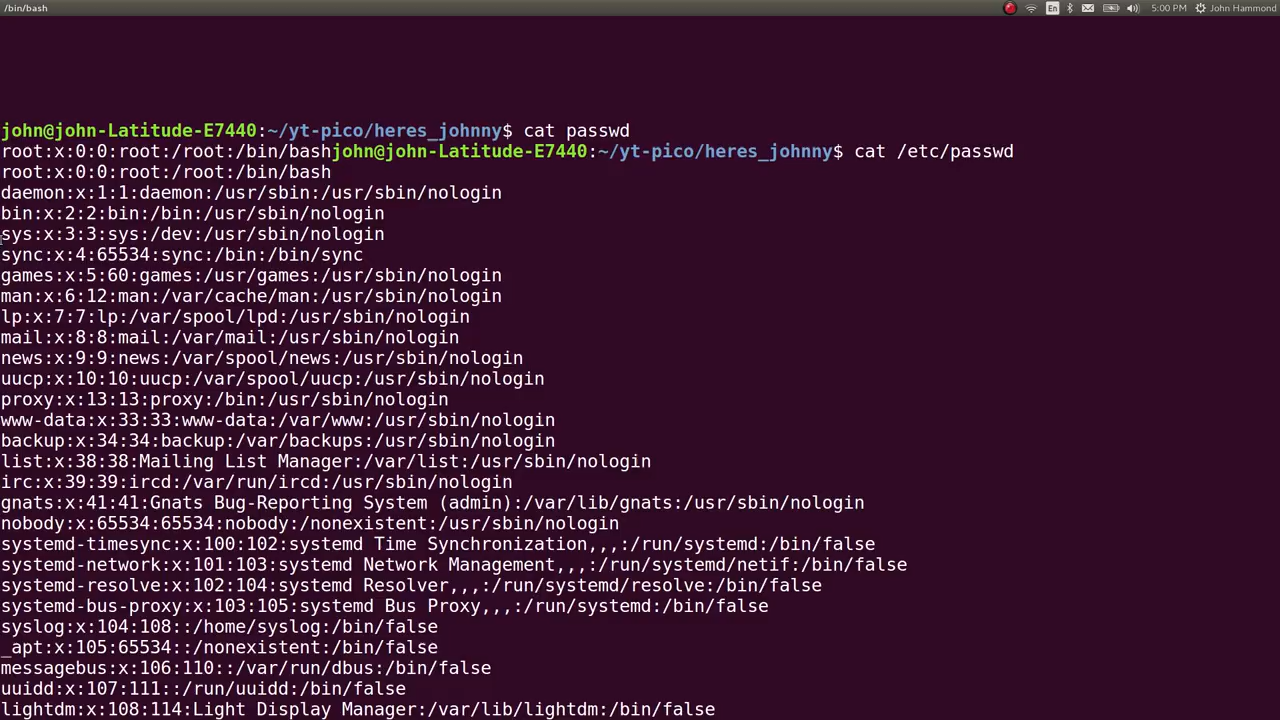 /bin/bash
En
5:00 PM
John Hammond
john@john-Latitude-E7440:~/yt-pico/heres_johnny$ cat passwd
root:x:0:0:root:/root:/bin/bashjohn@john-Latitude-E7440:~/yt-pico/heres_johnny$ cat /etc/passwd
root:x:0:0:root:/root:/bin/bash
daemon:x:1:1:daemon:/usr/sbin:/usr/sbin/nologin
bin:x:2:2:bin:/bin:/usr/sbin/nologin
sys:x:3:3:sys:/dev:/usr/sbin/nologin
sync:x:4:65534:sync:/bin:/bin/sync
games:x:5:60:games:/usr/games:/usr/sbin/nologin
man:x:6:12:man:/var/cache/man:/usr/sbin/nologin
lp:x:7:7:lp:/var/spool/lpd:/usr/sbin/nologin
mail:x:8:8:mail:/var/mail:/usr/sbin/nologin
news:x:9:9:news:/var/spool/news:/usr/sbin/nologin
uucp:x:10:10:uucp:/var/spool/uucp:/usr/sbin/nologin
proxy:x:13:13:proxy:/bin:/usr/sbin/nologin
www-data:x:33:33:www-data:/var/www:/usr/sbin/nologin
backup:x:34:34:backup:/var/backups:/usr/sbin/nologin
list:x:38:38:Mailing List Manager:/var/list:/usr/sbin/nologin
irc:x:39:39:ircd:/var/run/ircd:/usr/sbin/nologin
gnats:x:41:41:Gnats Bug-Reporting System (admin):/var/lib/gnats:/usr/sbin/nologin
nobody:x:65534:65534:nobody:/nonexistent:/usr/sbin/nologin
systemd-timesync:x:100:102:systemd Time Synchronization,,,:/run/systemd:/bin/false
systemd-network:x:101:103:systemd Network Management,,,:/run/systemd/netif:/bin/false
systemd-resolve:x:102:104:systemd Resolver,,,:/run/systemd/resolve:/bin/false
systemd-bus-proxy:x:103:105:systemd Bus Proxy,,,:/run/systemd:/bin/false
syslog:x:104:108::/home/syslog:/bin/false
_apt:x:105:65534::/nonexistent:/bin/false
messagebus:x:106:110::/var/run/dbus:/bin/false
uuidd:x:107:111::/run/uuidd:/bin/false
lightdm:x:108:114:Light Display Manager:/var/lib/lightdm:/bin/false